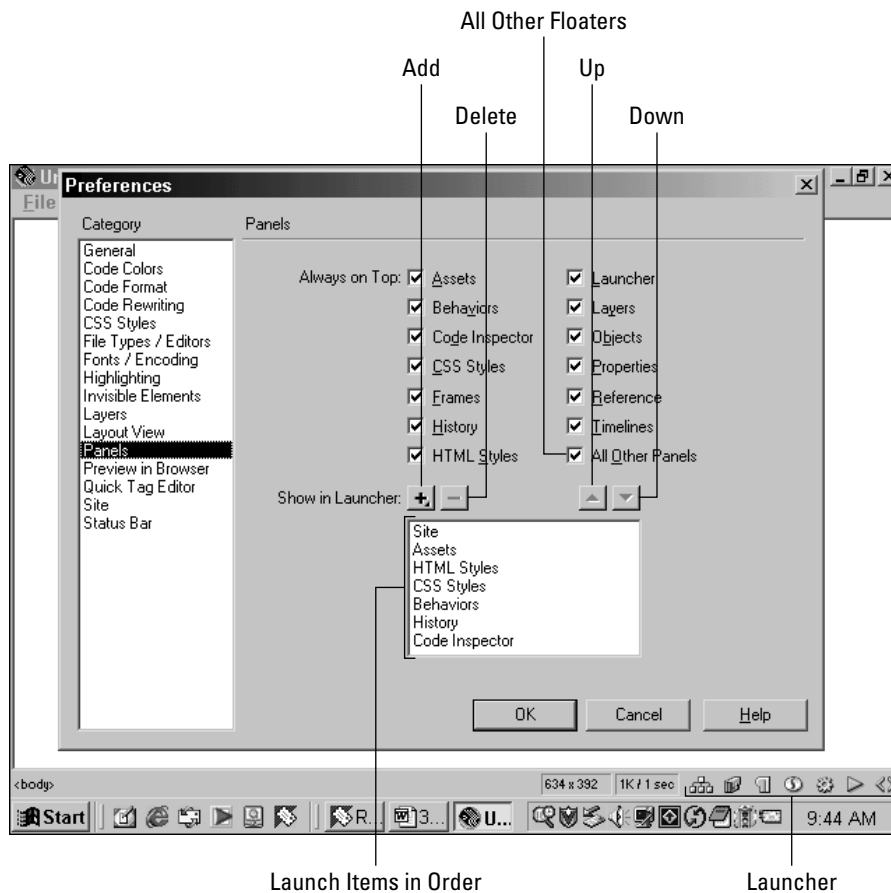 All Other Floaters
Add
Up
Delete
Down
Preferences
File
Category
Panels
General
Code Colors
Code Format
Code Rewriting
CSS Styles
File Types / Editors
Fonts / Encoding
Highlighting
Invisible Elements
Layers
Layout View
Panels
Preview in Browser
Quick Tag Editor
Site
Status Bar
Always on Top:
Assets
Launcher
Behaviors
Layers
Code Inspector
Objects
CSS Styles
Properties
Frames
Reference
History
Timelines
HTML Styles
All Other Panels
Show in Launcher:
Site
Assets
HTML Styles
CSS Styles
Behaviors
History
Code Inspector
OK
Cancel
Help
<body>
634 x 392
1K / 1 sec
Start
R...
3...
U...
9:44 AM
Launch Items in Order
Launcher